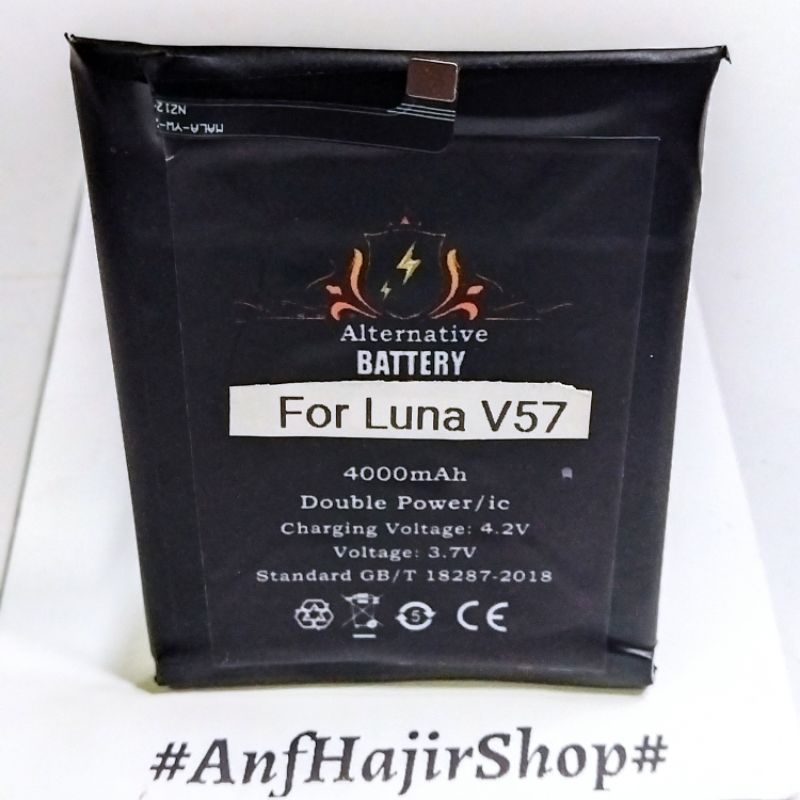 Alternative
BATTERY
For Luna V57
4000mAh
Double Power/ic
Charging Voltage: 4.2V
Voltage: 3.7V
Standard GB/T 18287-2018
5
CE
#AnfHajirShop#